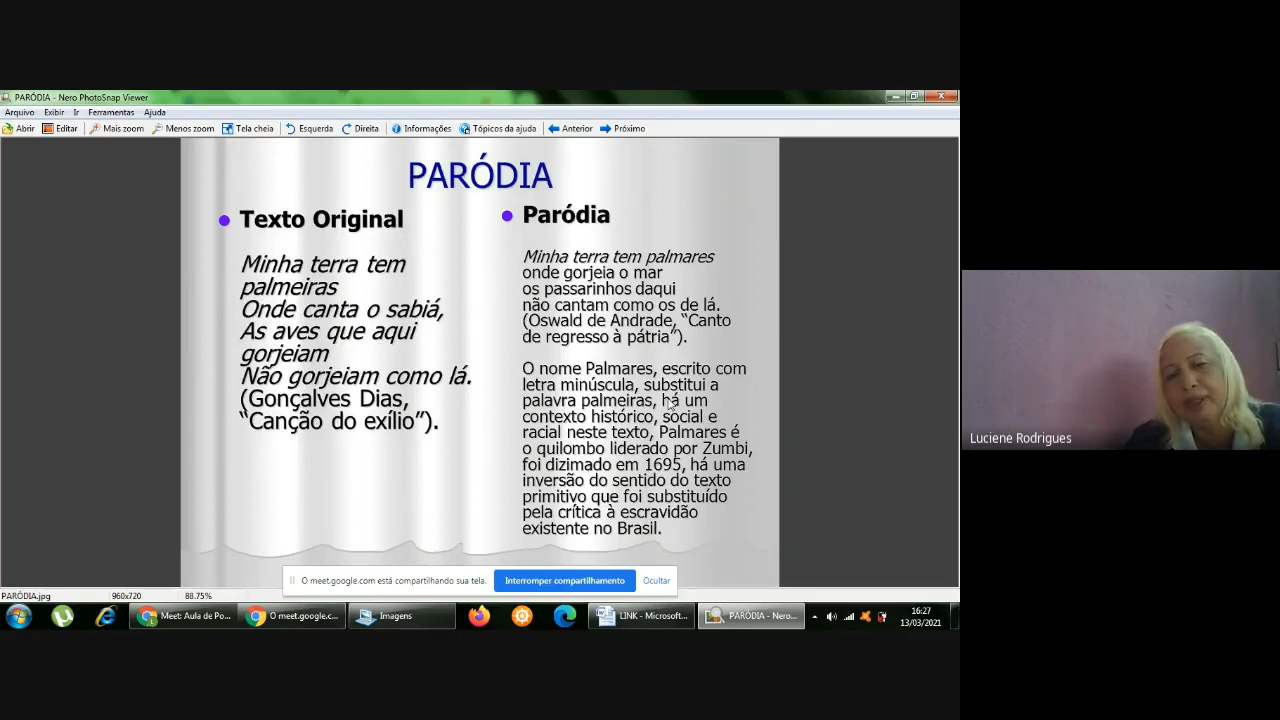 PARÓDIA - Nero PhotoSnap Viewer
Arquivo Exibir Ir Ferramentas Ajuda
Abrir Editar Mais zoom Menos zoom Tela cheia Esquerda Direita Informações Tópicos da ajuda Anterior Próximo
PARÓDIA
Texto Original
Minha terra tem
palmeiras
Onde canta o sabiá,
As aves que aqui
gorjeiam
Não gorjeiam como lá.
(Gonçalves Dias,
“Canção do exílio”).
Paródia
Minha terra tem palmares
onde gorjeia o mar
os passarinhos daqui
não cantam como os de lá.
(Oswald de Andrade, “Canto
de regresso à pátria”).
O nome Palmares, escrito com
letra minúscula, substitui a
palavra palmeiras, há um
contexto histórico, social e
racial neste texto, Palmares é
o quilombo liderado por Zumbi,
foi dizimado em 1695, há uma
inversão do sentido do texto
primitivo que foi substituído
pela crítica à escravidão
existente no Brasil.
Luciene Rodrigues
O meet.google.com está compartilhando sua tela. Interromper compartilhamento Ocultar
PARÓDIA.jpg 960x720 88.75%
Meet: Aula de Po... O meet.google.c... Imagens LINK - Microsoft... PARÓDIA - Nero... 16:27
13/03/2021